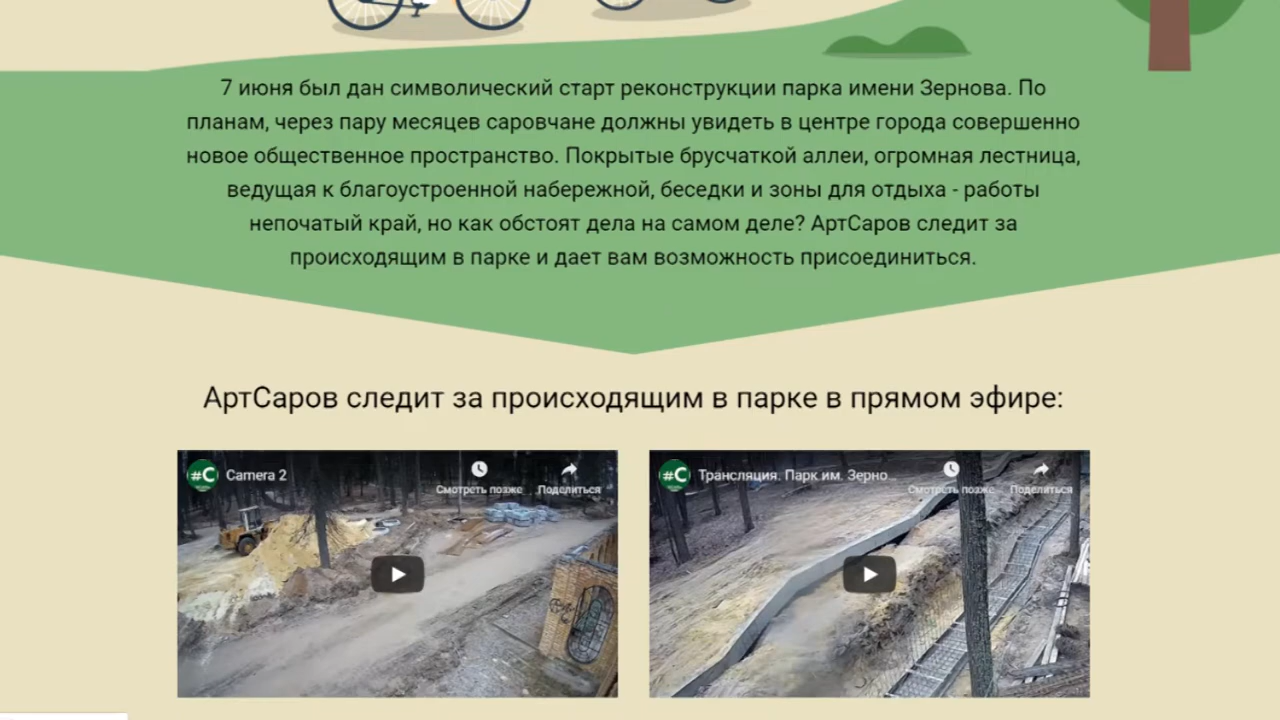 7 июня был дан символический старт реконструкции парка имени Зернова. По
планам, через пару месяцев саровчане должны увидеть в центре города совершенно
новое общественное пространство. Покрытые брусчаткой аллеи, огромная лестница,
ведущая к благоустроенной набережной, беседки и зоны для отдыха - работы
непочатый край, но как обстоят дела на самом деле? АртСаров следит за
происходящим в парке и дает вам возможность присоединиться.
АртСаров следит за происходящим в парке в прямом эфире:
#С Camera 2 Смотреть позже Поделиться
#С Трансляция. Парк им. Зерно... Смотреть позже Поделиться